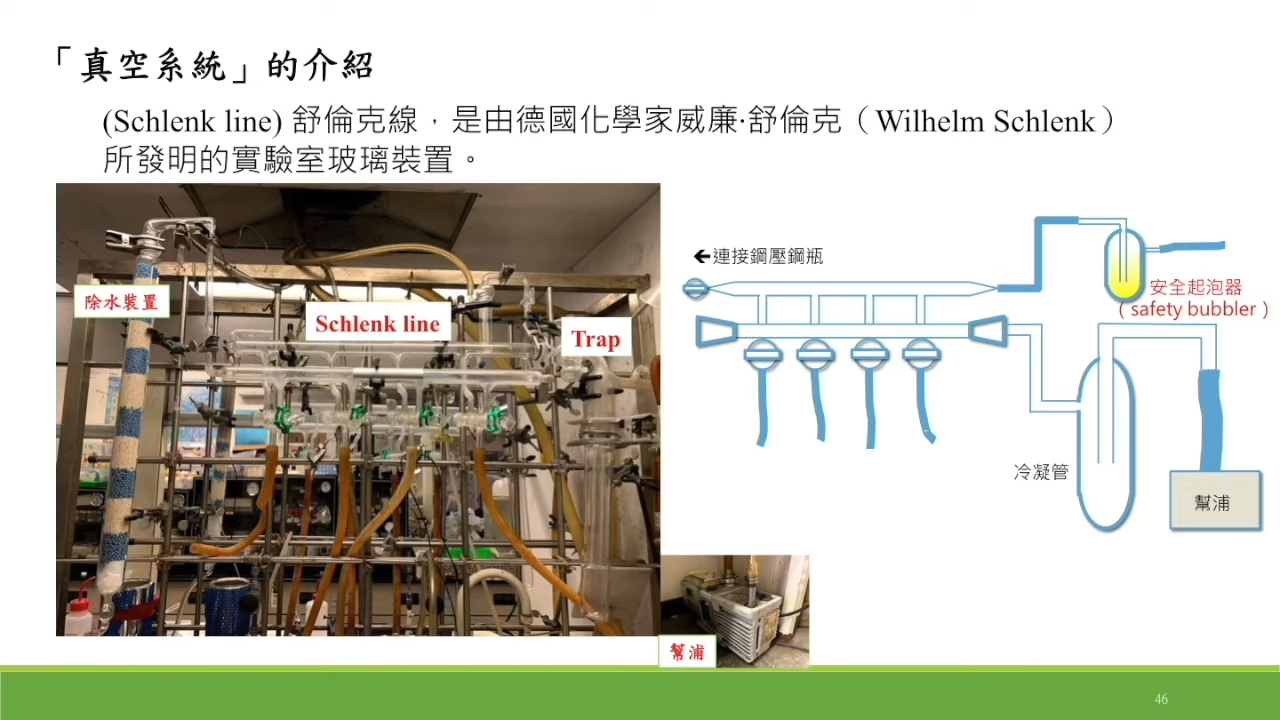 「真空系統」的介紹
(Schlenk line) 舒倫克線，是由德國化學家威廉·舒倫克（Wilhelm Schlenk）
所發明的實驗室玻璃裝置。
除水裝置
Schlenk line
Trap
幫浦
🡸連接鋼壓鋼瓶
安全起泡器
（safety bubbler）
冷凝管
幫浦
46